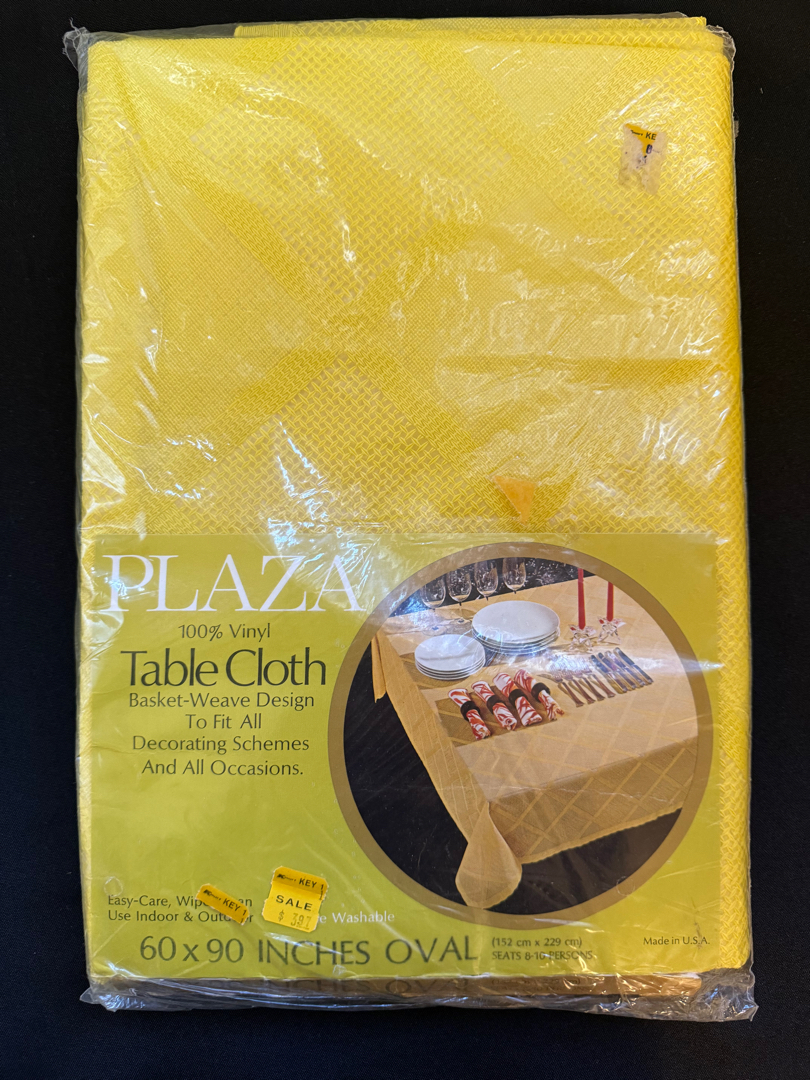 KE
PLAZA
100% Vinyl
Table Cloth
Basket-Weave Design
To Fit All
Decorating Schemes
And All Occasions.
KEY
SALE
KEY
Easy-Care,
Use Indoor &
Washable
60 x 90 INCHES OVAL
(152 cm x 229 cm)
SEATS 8-10 PERSONS
Made in U.S.A.